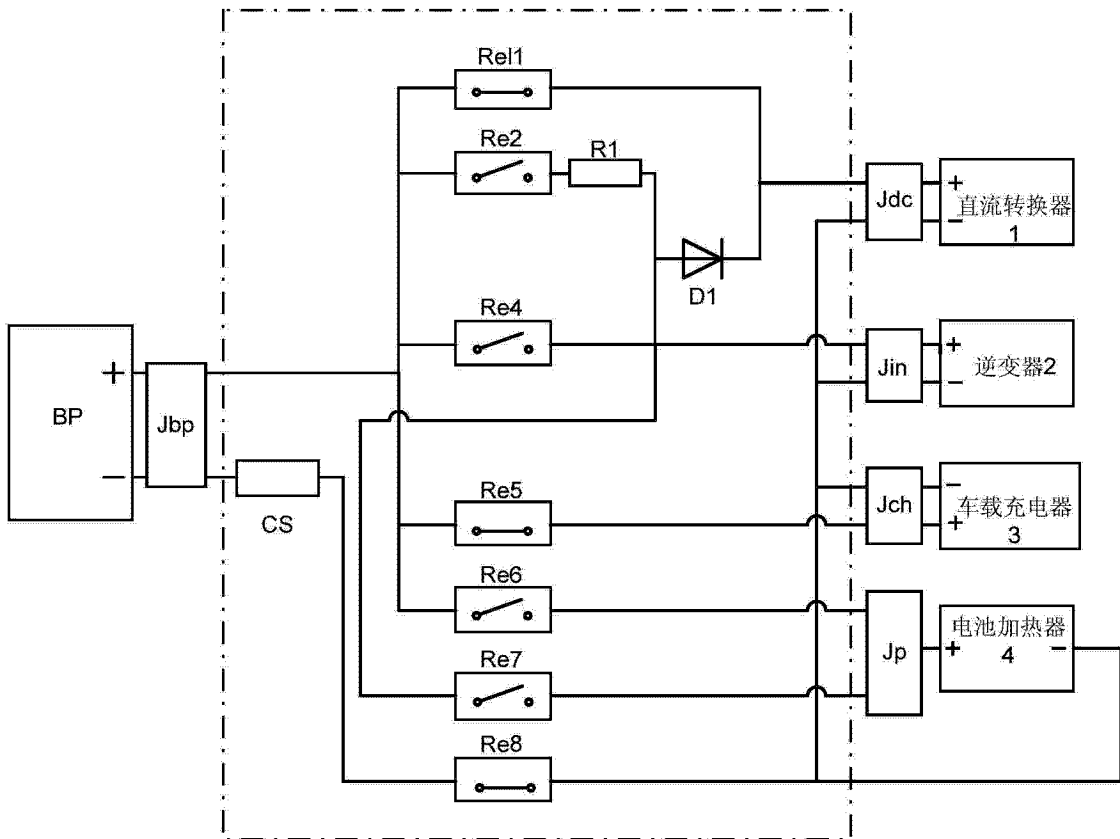 Rel1
Re2
R1
Jdc
+
直流转换器
−
1
D1
Re4
+
Jin
逆变器2
−
BP
+
Jbp
−
CS
Re5
−
Jch
车载充电器
+
3
Re6
电池加热器
Jp
+
4
−
Re7
Re8